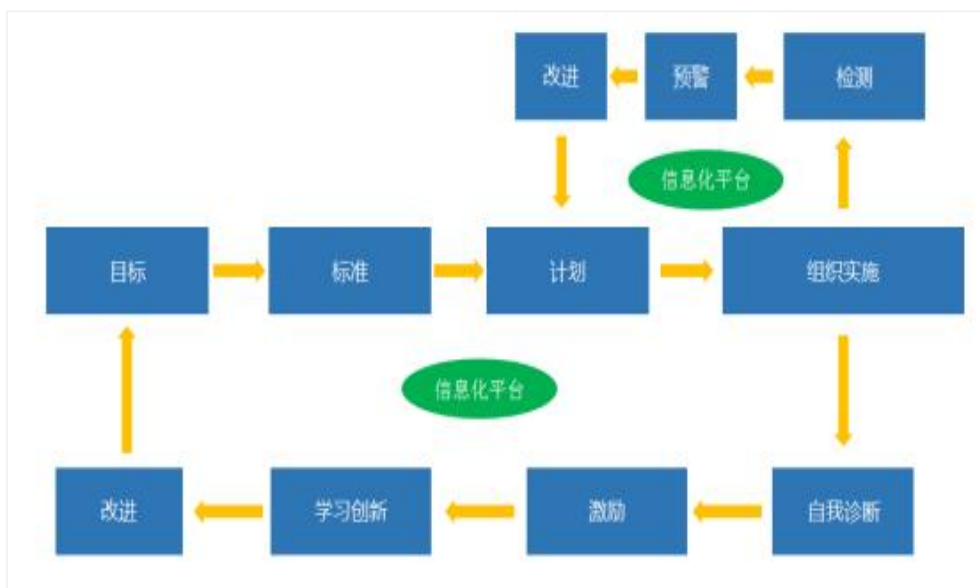 改进
预警
检测
信息化平台
目标
标准
计划
组织实施
信息化平台
改进
学习创新
激励
自我诊断